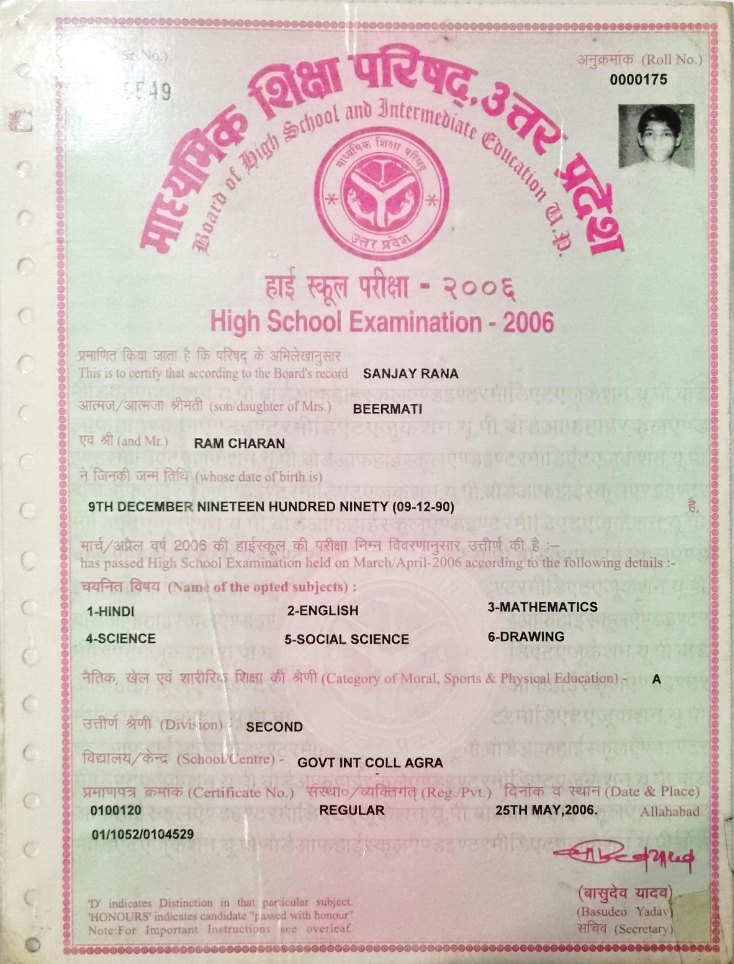 अनुक्रमांक (Roll No.)
0000175
माध्यमिक शिक्षा परिषद्, उत्तर प्रदेश
Board of High School and Intermediate Education U.P.
माध्यमिक शिक्षा परिषद
उत्तर प्रदेश
हाई स्कूल परीक्षा - २००६
High School Examination - 2006
प्रमाणित किया जाता है कि परिषद् के अभिलेखानुसार
This is to certify that according to the Board's record SANJAY RANA
आत्मज/आत्मजा श्रीमती (son/daughter of Mrs.) BEERMATI
एवं श्री (and Mr.) RAM CHARAN
ने जिनकी जन्म तिथि (whose date of birth is)
9TH DECEMBER NINETEEN HUNDRED NINETY (09-12-90) है.
मार्च/अप्रैल वर्ष 2006 की हाईस्कूल की परीक्षा निम्न विवरणानुसार उत्तीर्ण की है :–
has passed High School Examination held on March/April-2006 according to the following details :-
चयनित विषय (Name of the opted subjects) :
1-HINDI 2-ENGLISH 3-MATHEMATICS
4-SCIENCE 5-SOCIAL SCIENCE 6-DRAWING
नैतिक, खेल एवं शारीरिक शिक्षा की श्रेणी (Category of Moral, Sports & Physical Education) - A
उत्तीर्ण श्रेणी (Division) SECOND
विद्यालय/केन्द्र (School/Centre) - GOVT INT COLL AGRA
प्रमाणपत्र क्रमांक (Certificate No.) संस्था०/व्यक्तिगत् (Reg./Pvt.) दिनांक व स्थान (Date & Place)
0100120 REGULAR 25TH MAY,2006. Allahabad
01/1052/0104529
'D' indicates Distinction in that particular subject.
'HONOURS' indicates candidate "passed with honour"
Note:For Important Instructions see overleaf.
(बासुदेव यादव)
(Basudeo Yadav)
सचिव (Secretary)